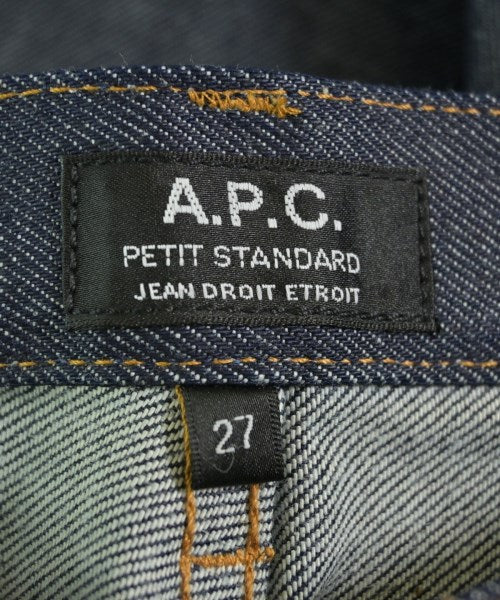 A.P.C.
PETIT STANDARD
JEAN DROIT ETROIT
27